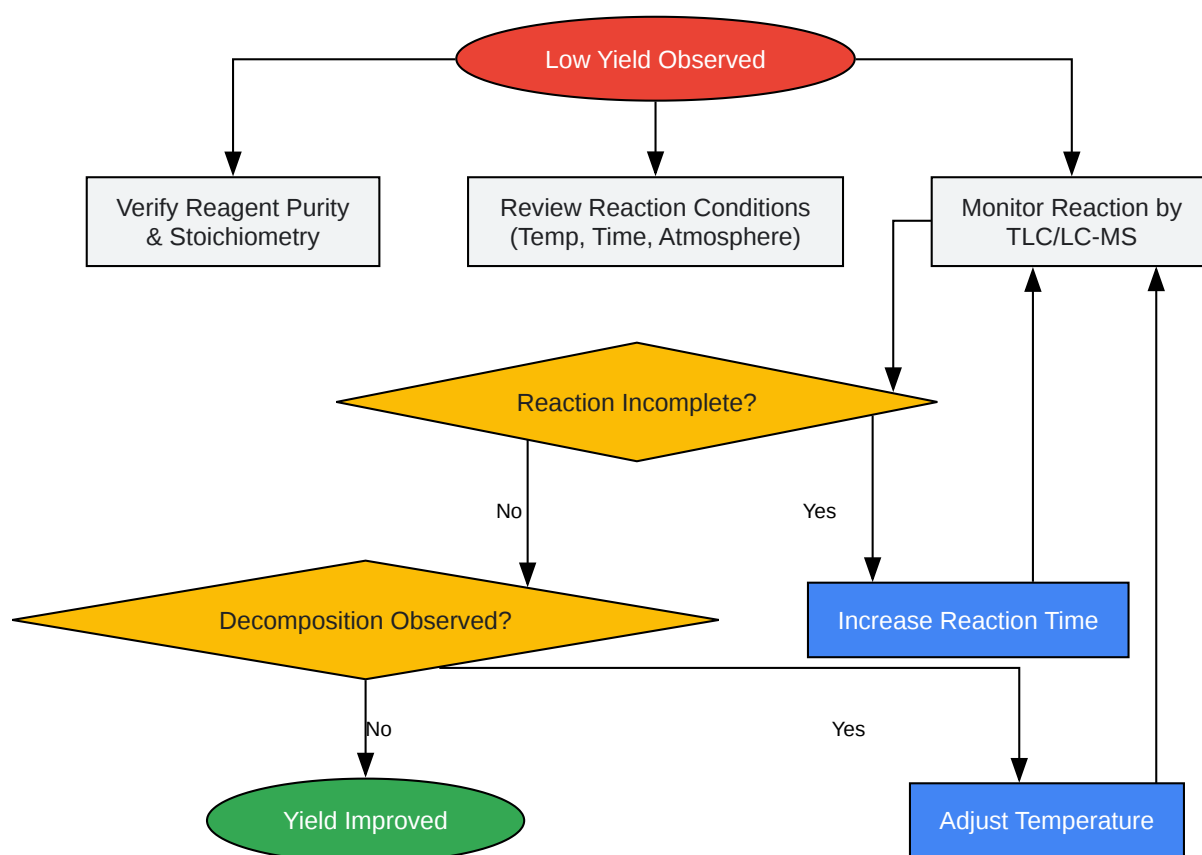 Low Yield Observed
Verify Reagent Purity
& Stoichiometry
Review Reaction Conditions
(Temp, Time, Atmosphere)
Monitor Reaction by
TLC/LC-MS
Reaction Incomplete?
No
Yes
Decomposition Observed?
Increase Reaction Time
No
Yes
Yield Improved
Adjust Temperature